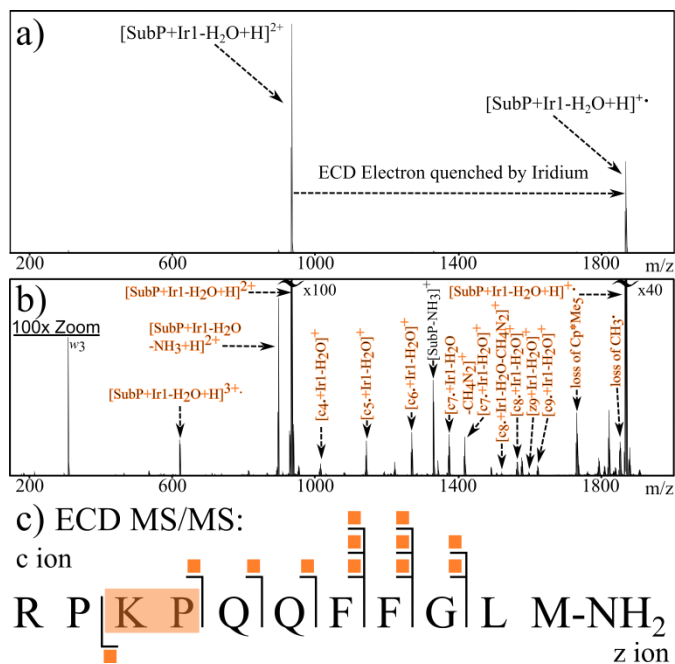 a)
[SubP+Ir1-H₂O+H]²⁺
[SubP+Ir1-H₂O+H]⁺•
ECD Electron quenched by Iridium
200 600 1000 1400 1800 m/z
b)
[SubP+Ir1-H₂O+H]²⁺
x100
[SubP+Ir1-H₂O+H]⁺•
x40
100x Zoom
w₃
[SubP+Ir1-H₂O
-NH₃+H]²⁺
[SubP+Ir1-H₂O+H]³⁺•
[c₄•+Ir1-H₂O]⁺
[c₅•+Ir1-H₂O]⁺
[c₆•+Ir1-H₂O]⁺
[SubP-NH₃]⁺
[c₇•+Ir1-H₂O
-CH₄N₂]⁺
[c₇•+Ir1-H₂O]⁺
[c₈•+Ir1-H₂O-CH₄N₂]⁺
[c₈•+Ir1-H₂O]⁺
[z₉+Ir1-H₂O]⁺
[c₉•+Ir1-H₂O]⁺
loss of Cp*Me₅
loss of CH₃•
200 600 1000 1400 1800 m/z
c) ECD MS/MS:
c ion
R P K P Q Q F F G L M-NH₂
z ion